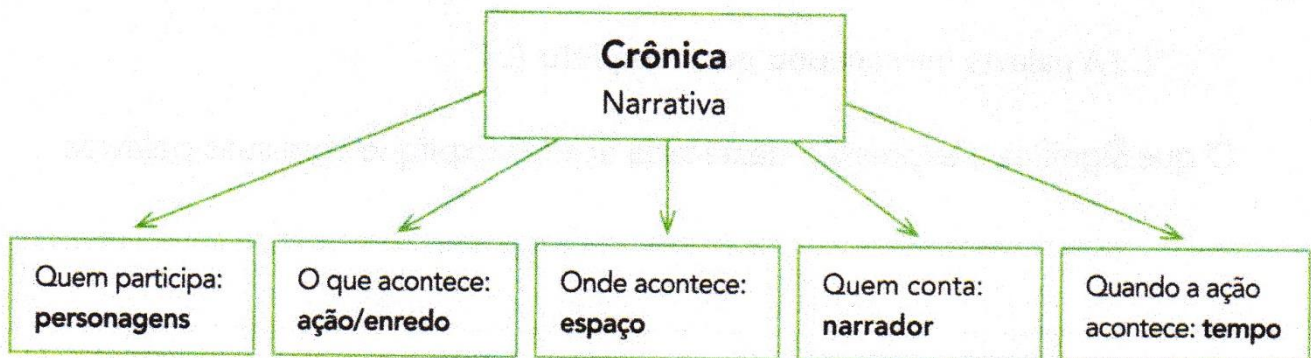 Crônica
Narrativa
Quem participa:
personagens
O que acontece:
ação/enredo
Onde acontece:
espaço
Quem conta:
narrador
Quando a ação
acontece: tempo